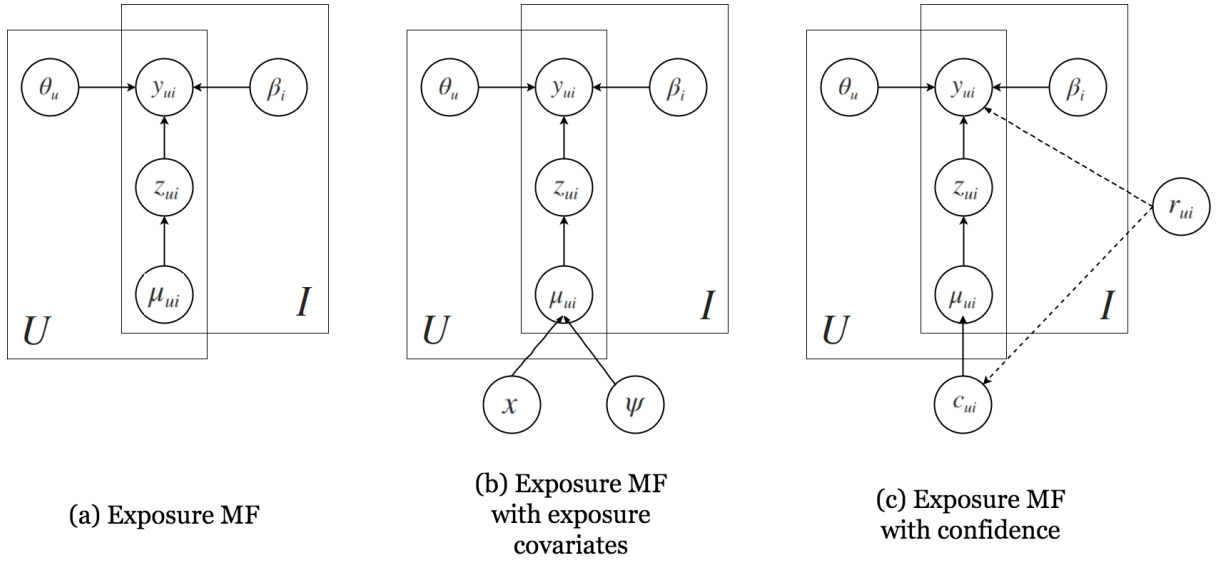 θu yui βi
zui
μui
U I
(a) Exposure MF
θu yui βi
zui
μui
U I
x ψ
(b) Exposure MF
with exposure
covariates
θu yui βi
zui rui
μui
U I
cui
(c) Exposure MF
with confidence